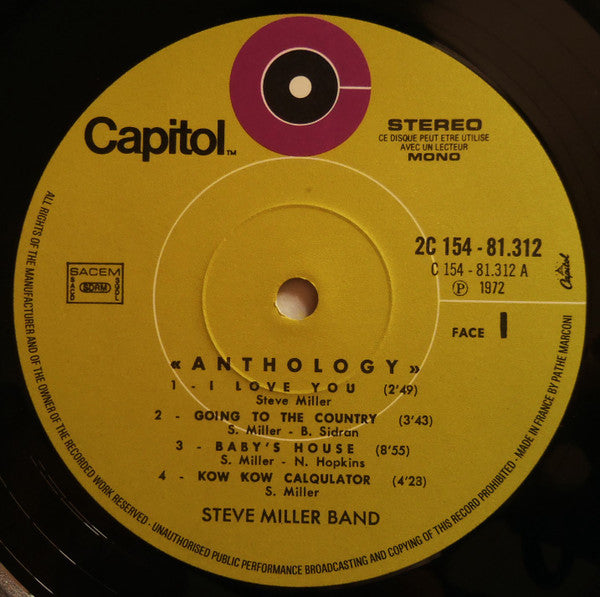 Capitol™
STEREO
CE DISQUE PEUT ETRE UTILISE
AVEC UN LECTEUR
MONO
SACEM
SACD SDRM SGDL
2C 154 - 81.312
C 154 - 81.312 A
℗ 1972
Capitol
FACE 1
«ANTHOLOGY»
1 - I LOVE YOU (2'49)
Steve Miller
2 - GOING TO THE COUNTRY (3'43)
S. Miller - B. Sidran
3 - BABY'S HOUSE (8'55)
S. Miller - N. Hopkins
4 - KOW KOW CALQULATOR (4'23)
S. Miller
STEVE MILLER BAND
ALL RIGHTS OF THE MANUFACTURER AND OF THE OWNER OF THE RECORDED WORK RESERVED - UNAUTHORISED PUBLIC PERFORMANCE BROADCASTING AND COPYING OF THIS RECORD PROHIBITED - MADE IN FRANCE BY PATHE MARCONI